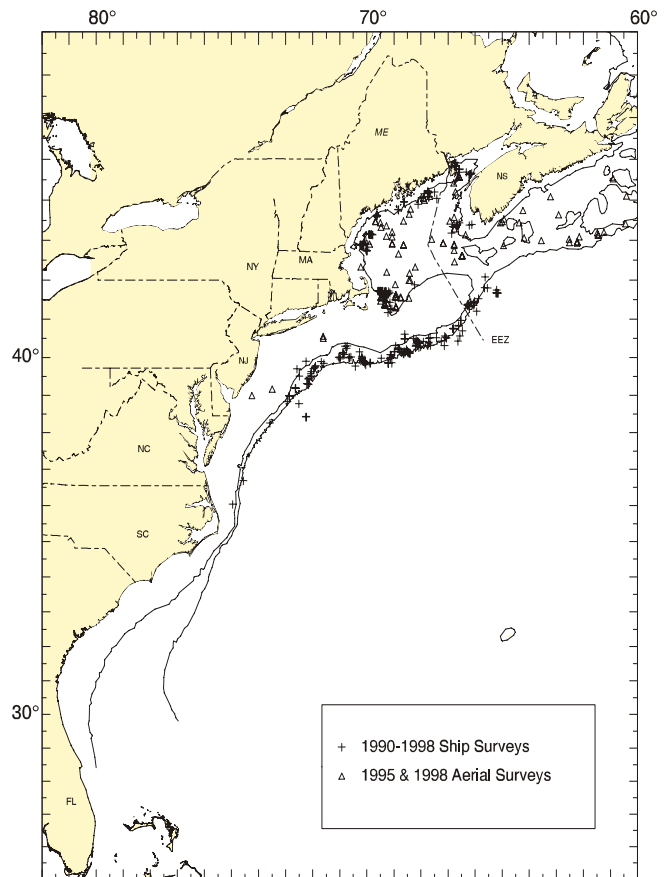 80° 70° 60°
ME
NS
MA
NY
EEZ
40°
NJ
NC
SC
30°
+ 1990-1998 Ship Surveys
△ 1995 & 1998 Aerial Surveys
FL